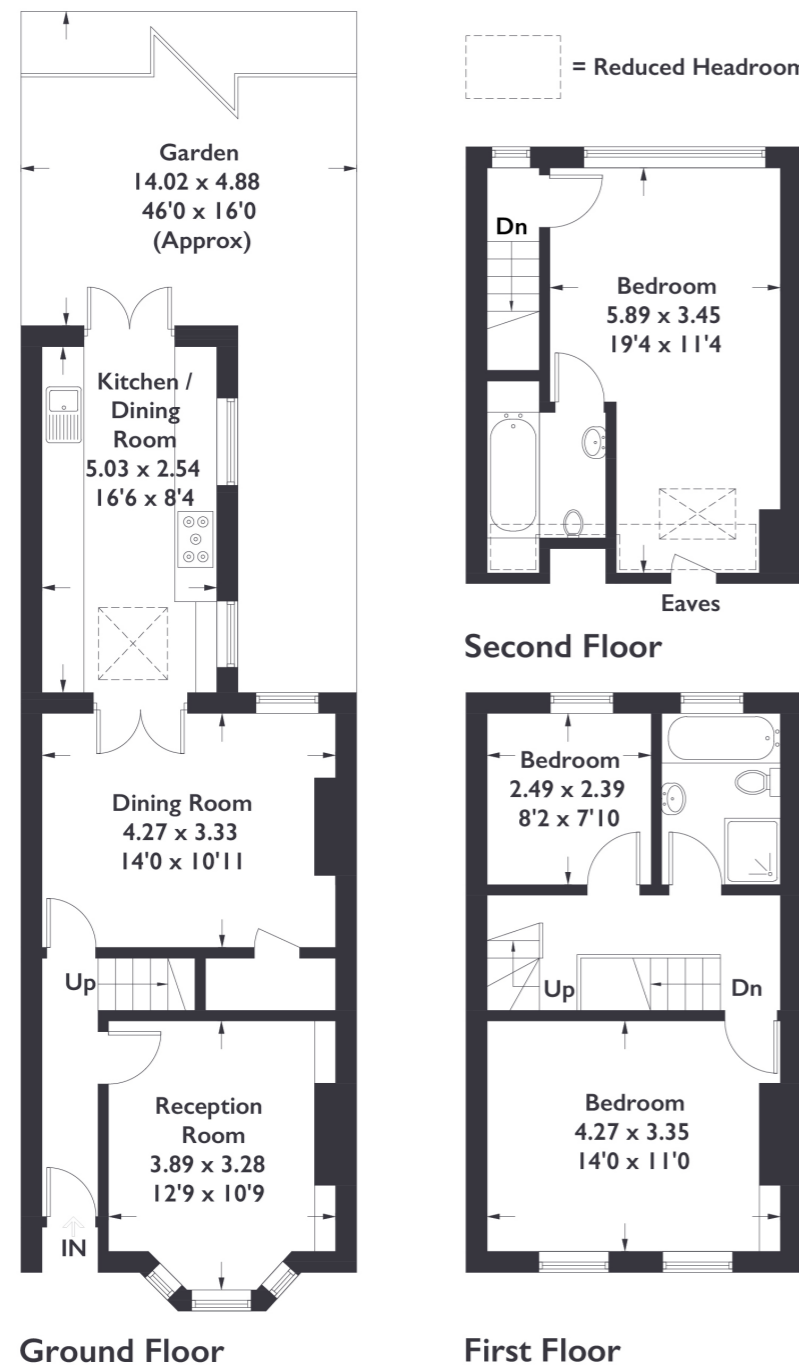 Garden
14.02 x 4.88
46'0 x 16'0
(Approx)
Kitchen /
Dining
Room
5.03 x 2.54
16'6 x 8'4
Dining Room
4.27 x 3.33
14'0 x 10'11
Up
Reception
Room
3.89 x 3.28
12'9 x 10'9
IN
Ground Floor
= Reduced Headroom
Dn
Bedroom
5.89 x 3.45
19'4 x 11'4
Eaves
Second Floor
Bedroom
2.49 x 2.39
8'2 x 7'10
Up
Dn
Bedroom
4.27 x 3.35
14'0 x 11'0
First Floor